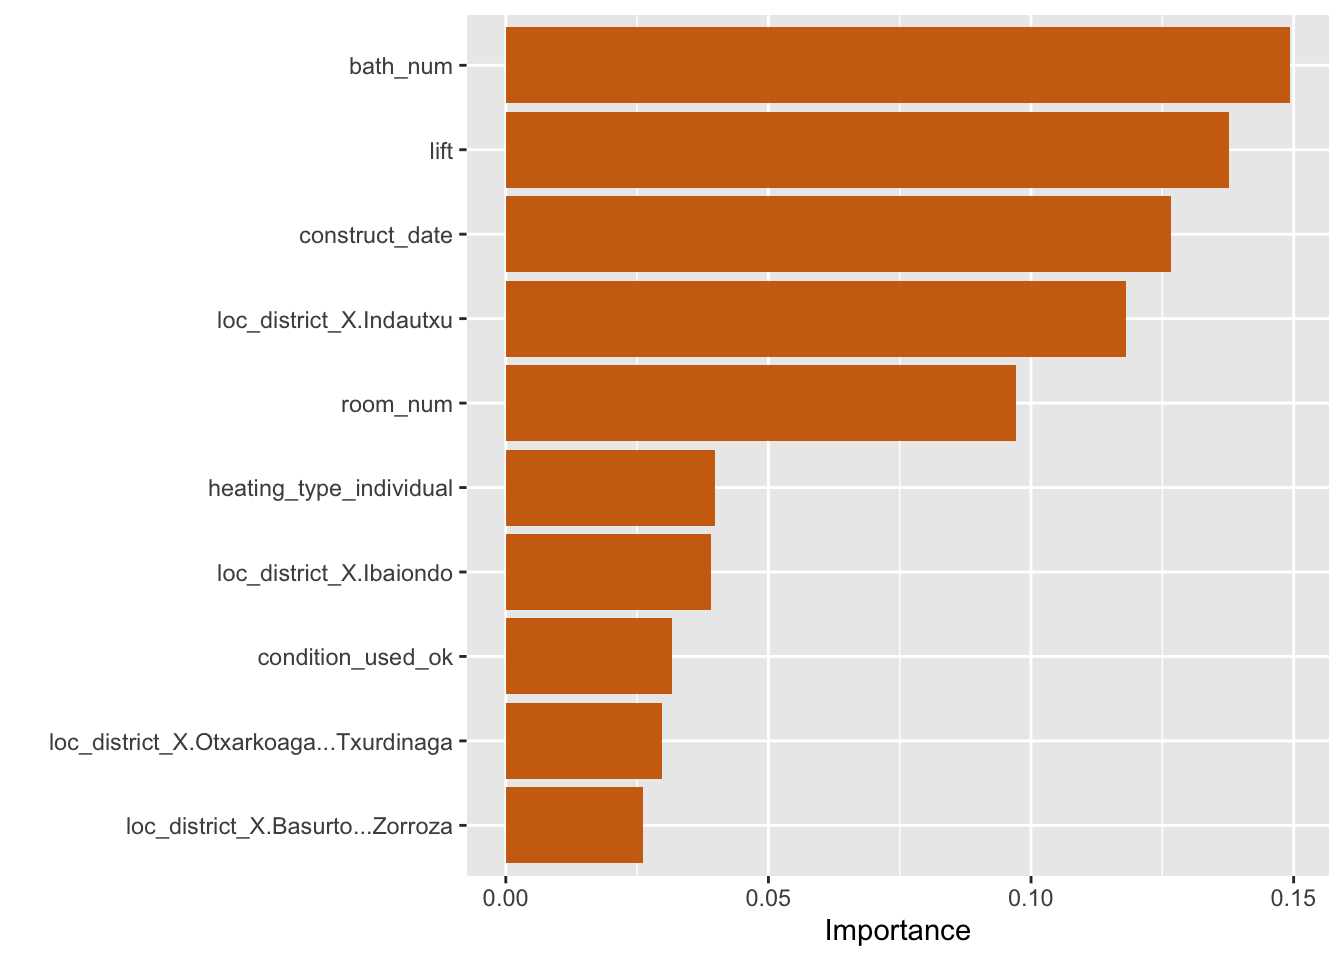 bath_num
lift
construct_date
loc_district_X.Indautxu
room_num
heating_type_individual
loc_district_X.Ibaiondo
condition_used_ok
loc_district_X.Otxarkoaga...Txurdinaga
loc_district_X.Basurto...Zorroza
0.00 0.05 0.10 0.15
Importance